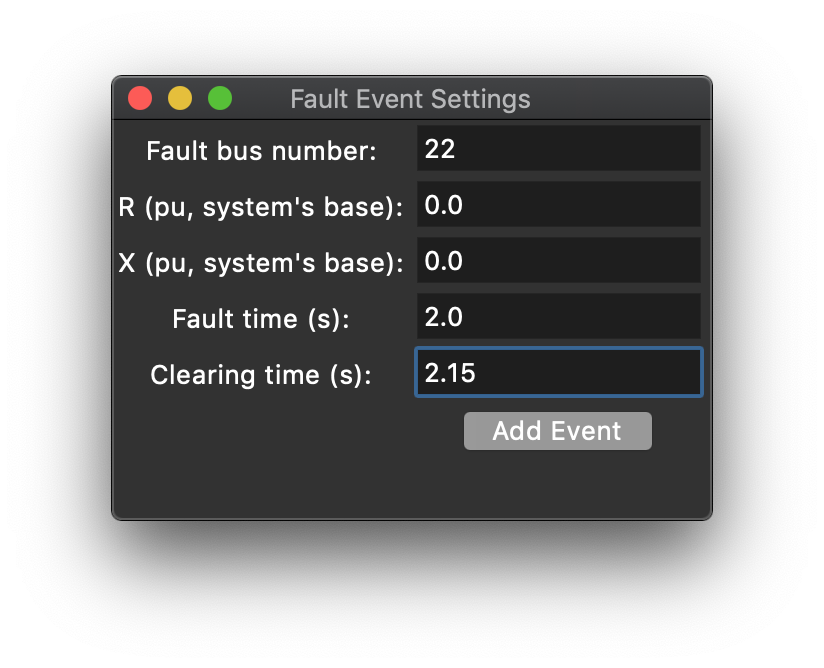 Fault Event Settings
Fault bus number: 22
R (pu, system's base): 0.0
X (pu, system's base): 0.0
Fault time (s): 2.0
Clearing time (s): 2.15
Add Event